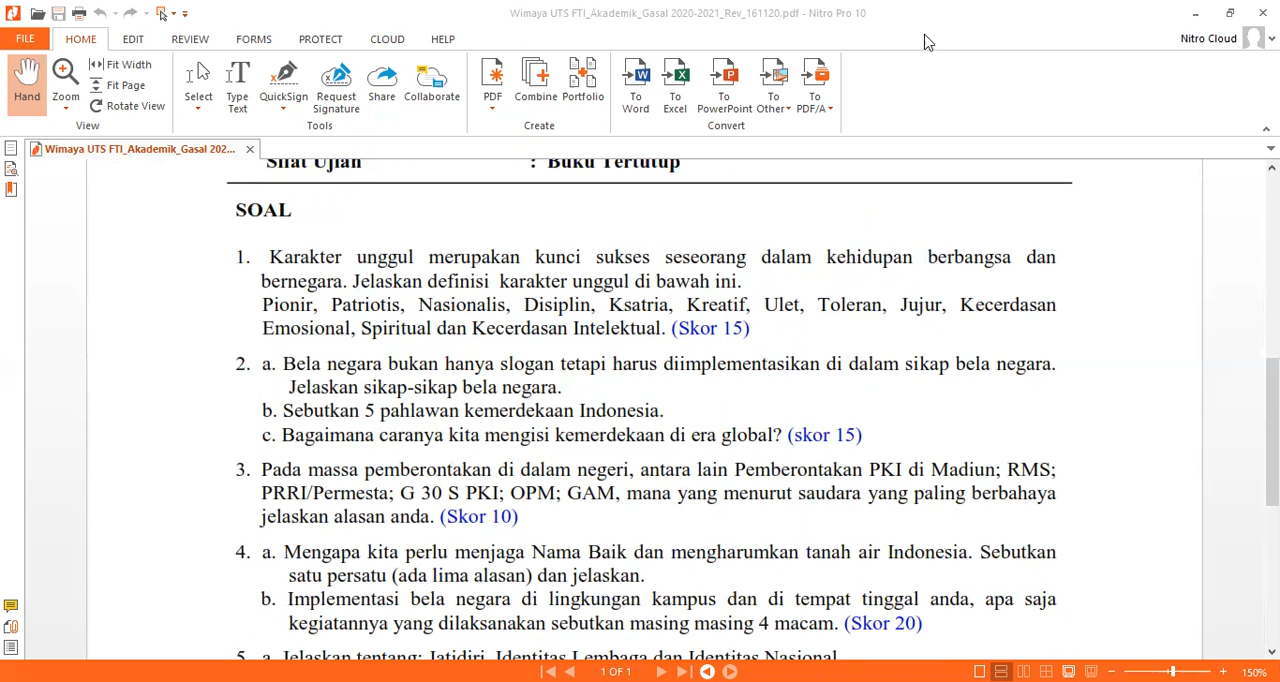 Wimaya UTS FTI_Akademik_Gasal 2020-2021_Rev_161120.pdf - Nitro Pro 10
FILE HOME EDIT REVIEW FORMS PROTECT CLOUD HELP Nitro Cloud
Hand Zoom Fit Width Fit Page Rotate View
View
Select Type Text QuickSign Request Signature Share Collaborate
Tools
PDF Combine Portfolio
Create
To Word To Excel To PowerPoint To Other To PDF/A
Convert
Wimaya UTS FTI_Akademik_Gasal 202...
Sifat Ujian : Buku Tertutup
SOAL
1. Karakter unggul merupakan kunci sukses seseorang dalam kehidupan berbangsa dan
bernegara. Jelaskan definisi karakter unggul di bawah ini.
Pionir, Patriotis, Nasionalis, Disiplin, Ksatria, Kreatif, Ulet, Toleran, Jujur, Kecerdasan
Emosional, Spiritual dan Kecerdasan Intelektual. (Skor 15)
2. a. Bela negara bukan hanya slogan tetapi harus diimplementasikan di dalam sikap bela negara.
Jelaskan sikap-sikap bela negara.
b. Sebutkan 5 pahlawan kemerdekaan Indonesia.
c. Bagaimana caranya kita mengisi kemerdekaan di era global? (skor 15)
3. Pada massa pemberontakan di dalam negeri, antara lain Pemberontakan PKI di Madiun; RMS;
PRRI/Permesta; G 30 S PKI; OPM; GAM, mana yang menurut saudara yang paling berbahaya
jelaskan alasan anda. (Skor 10)
4. a. Mengapa kita perlu menjaga Nama Baik dan mengharumkan tanah air Indonesia. Sebutkan
satu persatu (ada lima alasan) dan jelaskan.
b. Implementasi bela negara di lingkungan kampus dan di tempat tinggal anda, apa saja
kegiatannya yang dilaksanakan sebutkan masing masing 4 macam. (Skor 20)
5. a. Jelaskan tentang: Jatidiri, Identitas Lembaga dan Identitas Nasional
1 OF 1
150%